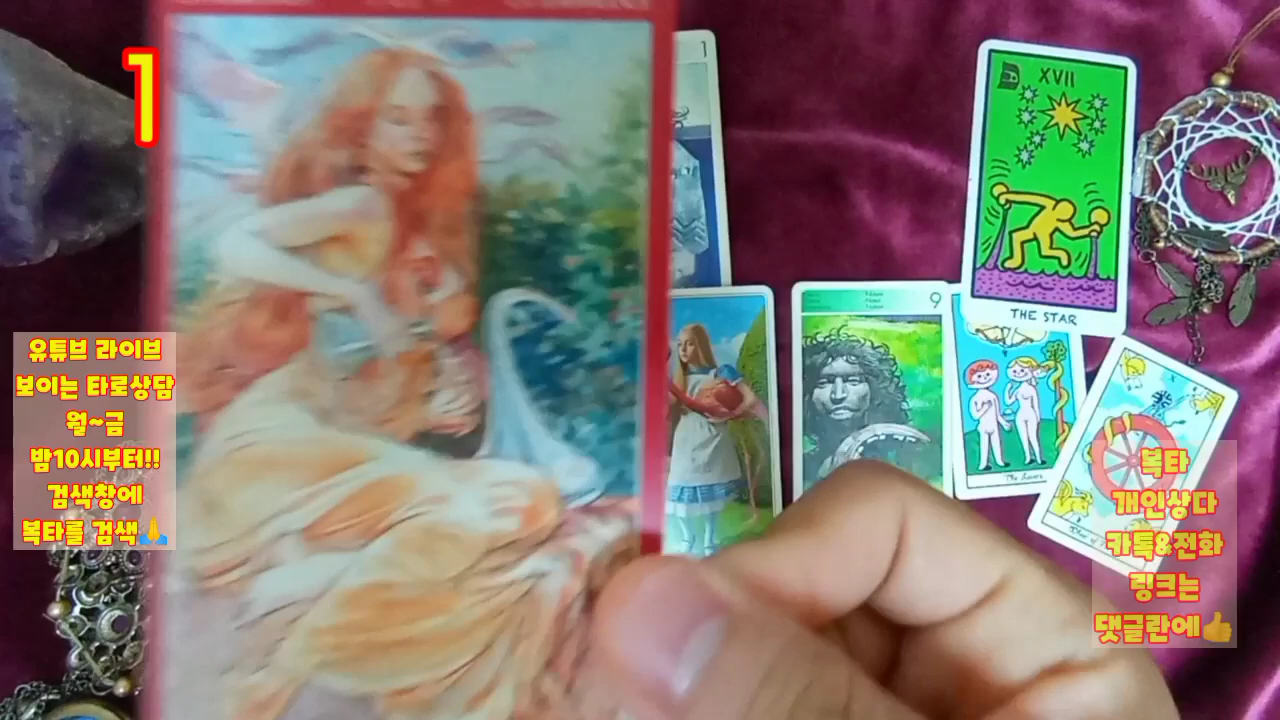 1
1
XVII
THE STAR
9
The Lovers
X
유튜브 라이브
보이는 타로상담
월~금
밤10시부터!!
검색창에
복타를 검색🙏
복타
개인상다
카톡&전화
링크는
댓글란에👍